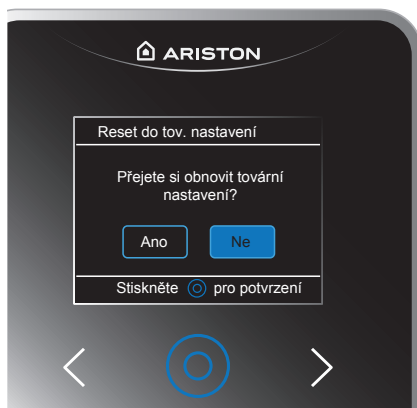 ARISTON
Reset do tov. nastavení
Přejete si obnovit tovární
nastavení?
Ano
Ne
Stiskněte pro potvrzení